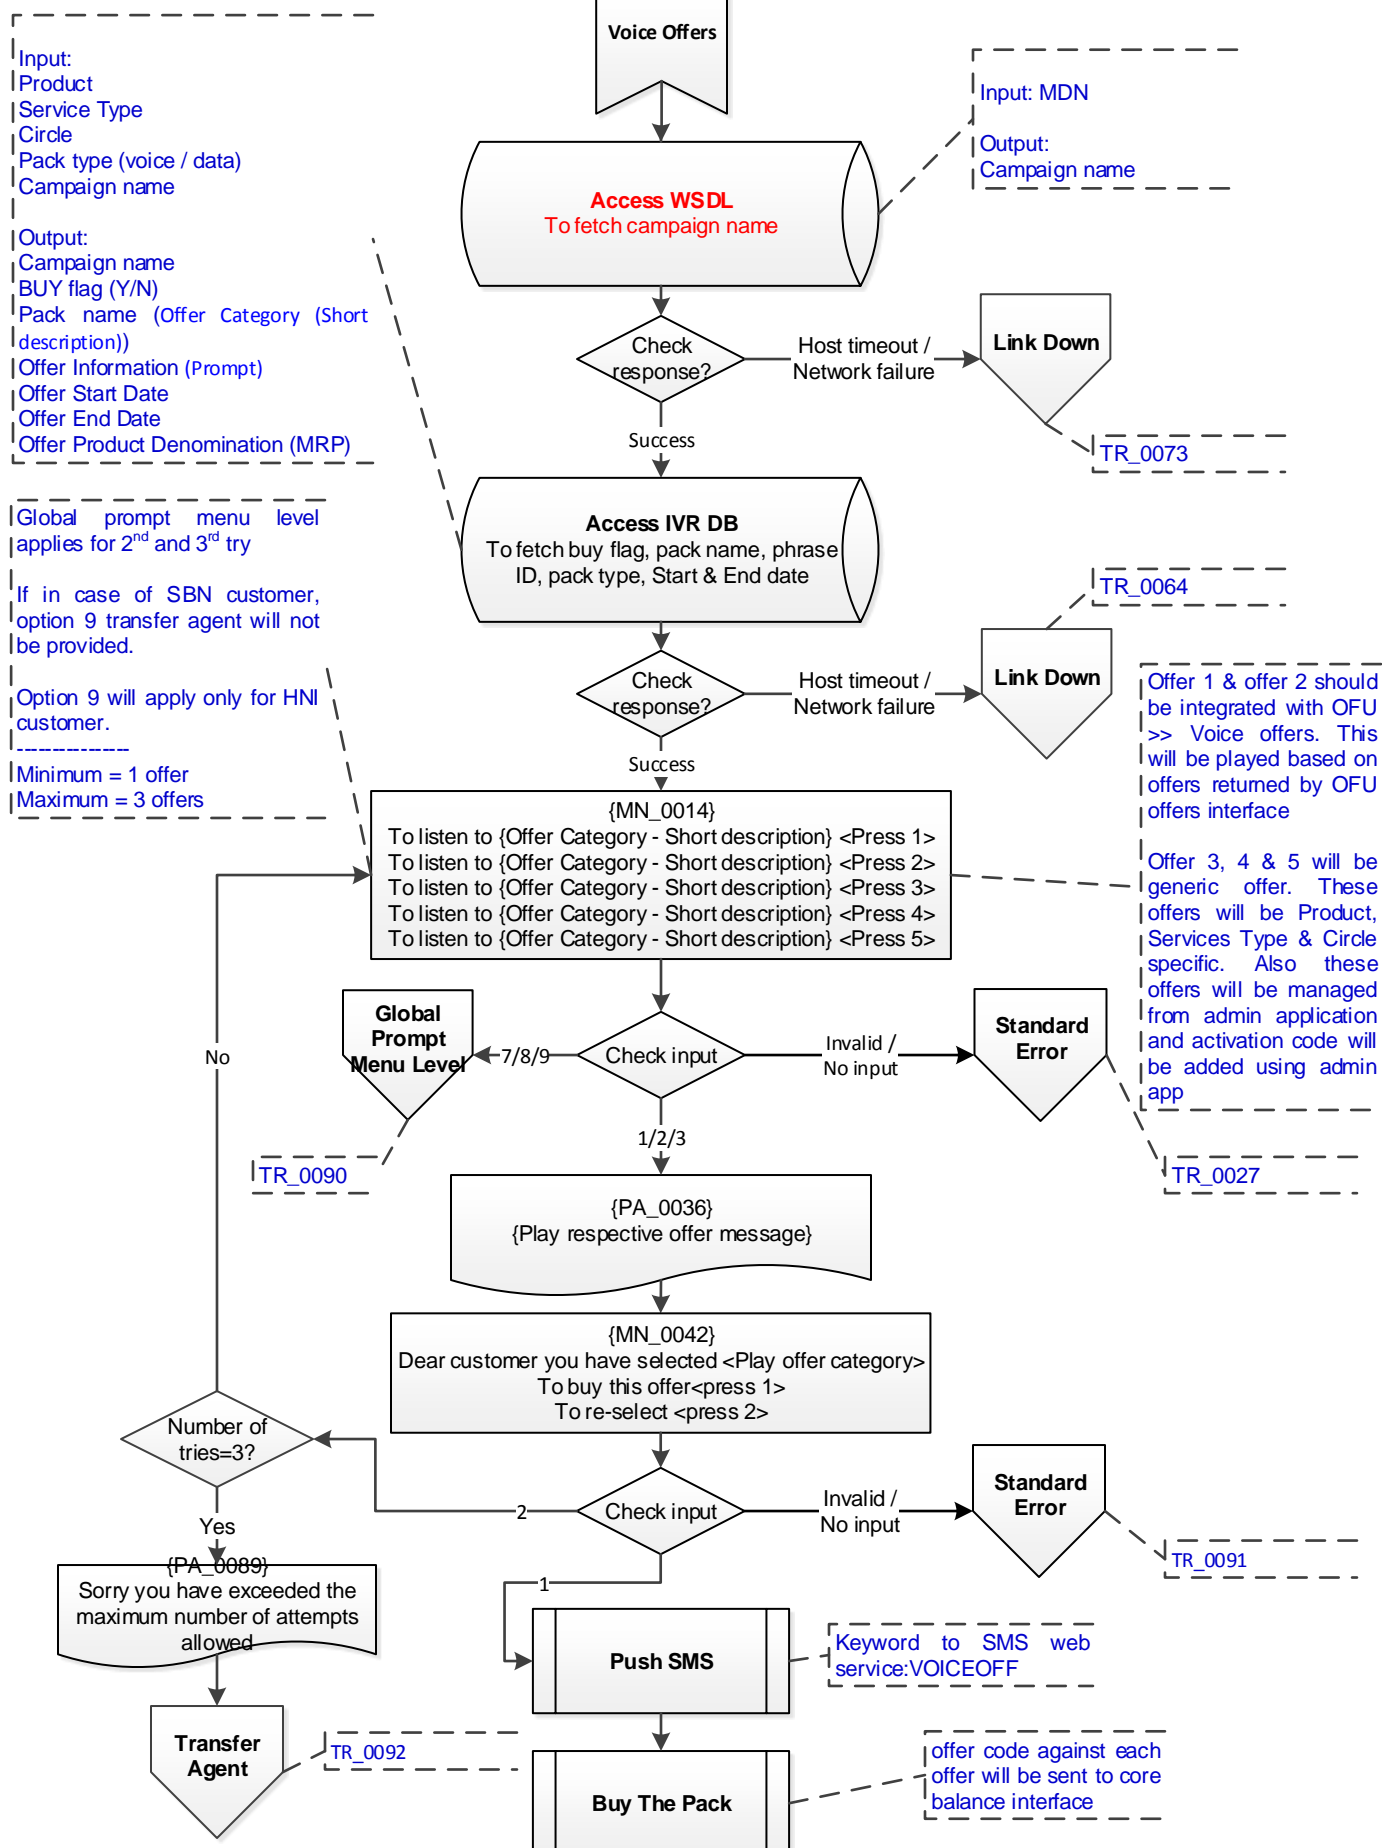 Voice Offers
Input:
Product
Service Type
Circle
Pack type (voice / data)
Campaign name
Output:
Campaign name
BUY flag (Y/N)
Pack name (Offer Category (Short
description))
Offer Information (Prompt)
Offer Start Date
Offer End Date
Offer Product Denomination (MRP)
Input: MDN
Output:
Campaign name
Access WSDL
To fetch campaign name
Check
response?
Host timeout /
Network failure
Link Down
TR_0073
Success
Access IVR DB
To fetch buy flag, pack name, phrase
ID, pack type, Start & End date
Global prompt menu level
applies for 2nd and 3rd try
If in case of SBN customer,
option 9 transfer agent will not
be provided.
Option 9 will apply only for HNI
customer.
----------------
Minimum = 1 offer
Maximum = 3 offers
TR_0064
Check
response?
Host timeout /
Network failure
Link Down
Success
Offer 1 & offer 2 should
be integrated with OFU
>> Voice offers. This
will be played based on
offers returned by OFU
offers interface
Offer 3, 4 & 5 will be
generic offer. These
offers will be Product,
Services Type & Circle
specific. Also these
offers will be managed
from admin application
and activation code will
be added using admin
app
{MN_0014}
To listen to {Offer Category - Short description} <Press 1>
To listen to {Offer Category - Short description} <Press 2>
To listen to {Offer Category - Short description} <Press 3>
To listen to {Offer Category - Short description} <Press 4>
To listen to {Offer Category - Short description} <Press 5>
No
Global
Prompt
Menu Level
7/8/9
Check input
Invalid /
No input
Standard
Error
TR_0090
1/2/3
TR_0027
{PA_0036}
{Play respective offer message}
{MN_0042}
Dear customer you have selected <Play offer category>
To buy this offer<press 1>
To re-select <press 2>
Number of
tries=3?
2
Check input
Invalid /
No input
Standard
Error
TR_0091
Yes
{PA_0089}
Sorry you have exceeded the
maximum number of attempts
allowed
1
Push SMS
Keyword to SMS web
service:VOICEOFF
Transfer
Agent
TR_0092
Buy The Pack
offer code against each
offer will be sent to core
balance interface